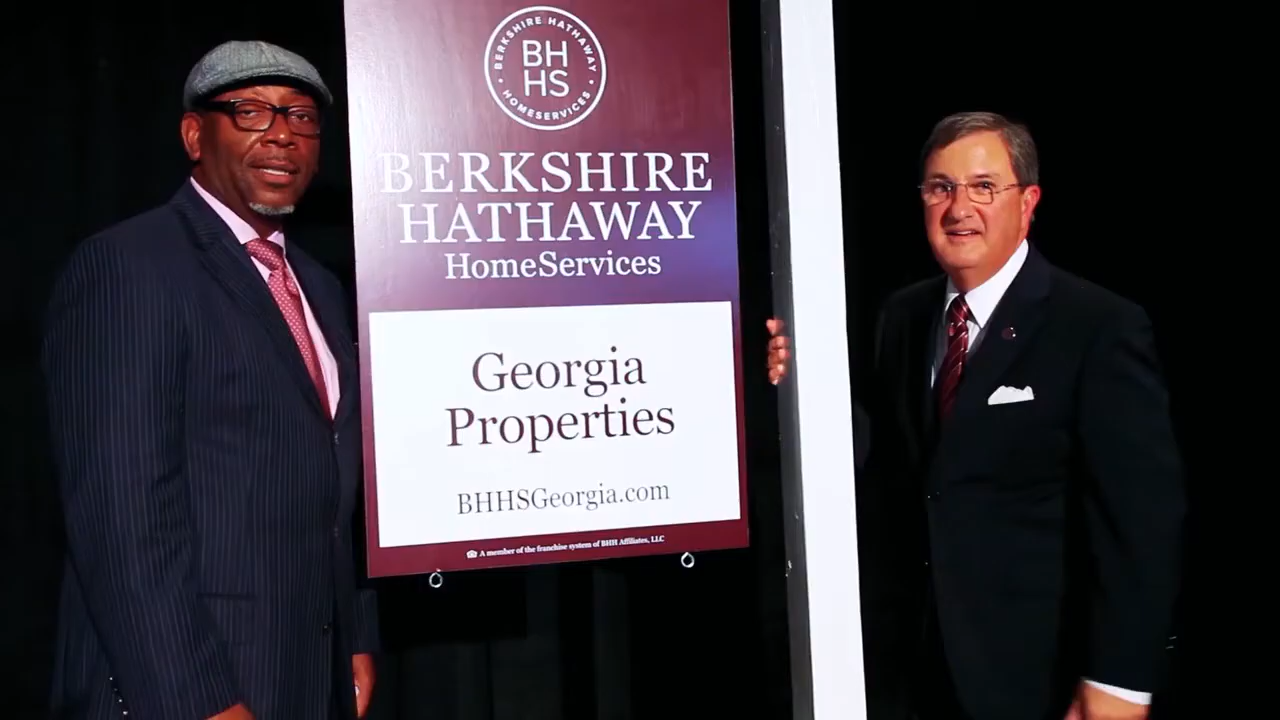 BERKSHIRE HATHAWAY
BH
HS
HOMESERVICES
BERKSHIRE
HATHAWAY
HomeServices
Georgia
Properties
BHHSGeorgia.com
A member of the franchise system of BHH Affiliates, LLC